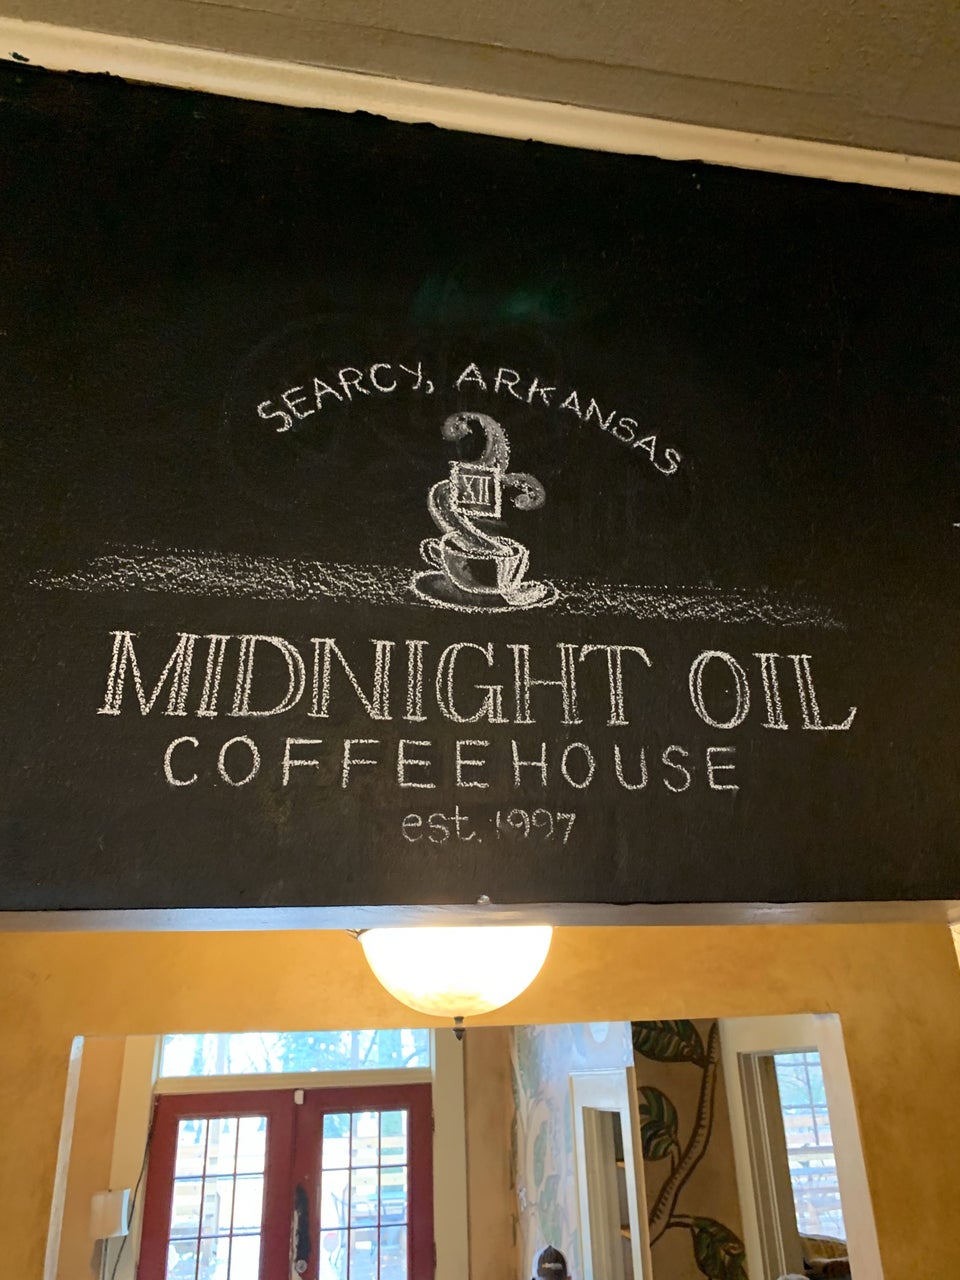 SEARCY, ARKANSAS
XII
MIDNIGHT OIL
COFFEEHOUSE
est. 1997